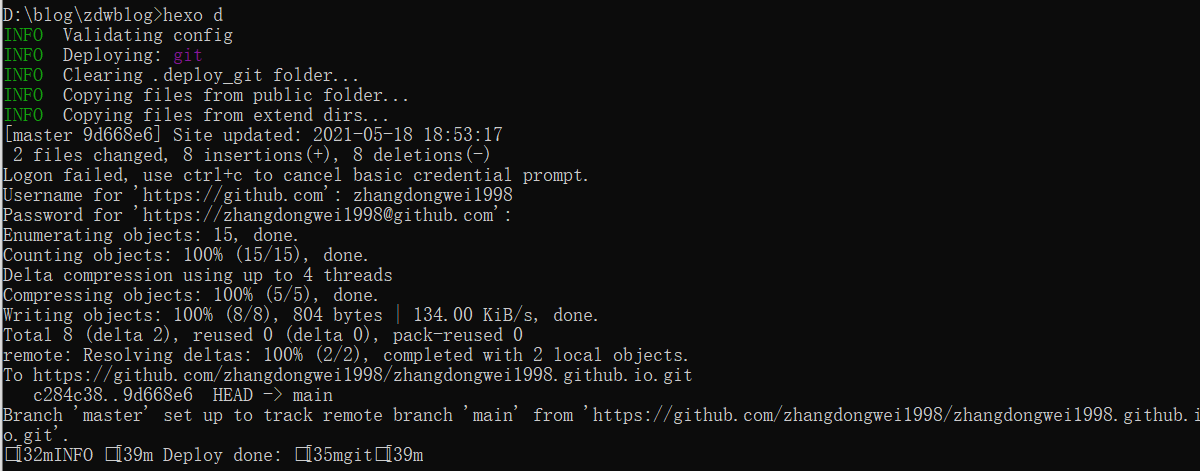 D:\blog\zdwblog>hexo d
INFO  Validating config
INFO  Deploying: git
INFO  Clearing .deploy_git folder...
INFO  Copying files from public folder...
INFO  Copying files from extend dirs...
[master 9d668e6] Site updated: 2021-05-18 18:53:17
 2 files changed, 8 insertions(+), 8 deletions(-)
Logon failed, use ctrl+c to cancel basic credential prompt.
Username for 'https://github.com': zhangdongwei1998
Password for 'https://zhangdongwei1998@github.com':
Enumerating objects: 15, done.
Counting objects: 100% (15/15), done.
Delta compression using up to 4 threads
Compressing objects: 100% (5/5), done.
Writing objects: 100% (8/8), 804 bytes | 134.00 KiB/s, done.
Total 8 (delta 2), reused 0 (delta 0), pack-reused 0
remote: Resolving deltas: 100% (2/2), completed with 2 local objects.
To https://github.com/zhangdongwei1998/zhangdongwei1998.github.io.git
   c284c38..9d668e6  HEAD -> main
Branch 'master' set up to track remote branch 'main' from 'https://github.com/zhangdongwei1998/zhangdongwei1998.github.i
o.git'.
□[32mINFO □[39m Deploy done: □[35mgit□[39m